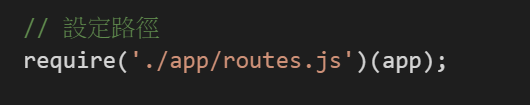 // 設定路徑
require('./app/routes.js')(app);